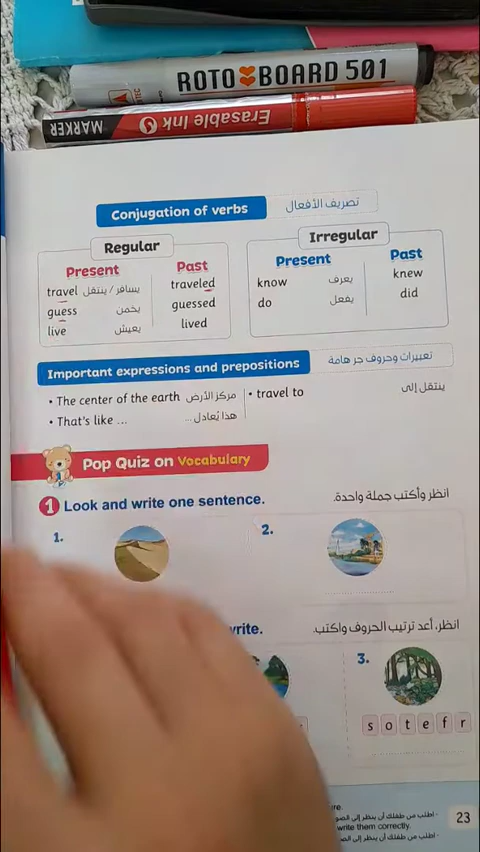 ROTO BOARD 501
Erasable Ink MARKER
Conjugation of verbs تصريف الأفعال
Regular
Present Past
travel يسافر / ينتقل traveled
guess يخمن guessed
live يعيش lived
Irregular
Present Past
know يعرف knew
do يفعل did
Important expressions and prepositions تعبيرات وحروف جر هامة
• The center of the earth مركز الأرض
• That's like ... هذا يُعادل ...
• travel to ينتقل إلى
Pop Quiz on Vocabulary
1 Look and write one sentence. انظر وأكتب جملة واحدة.
1. 2.
write. انظر، أعد ترتيب الحروف واكتب.
3.
s o t e f r
write them correctly.
23